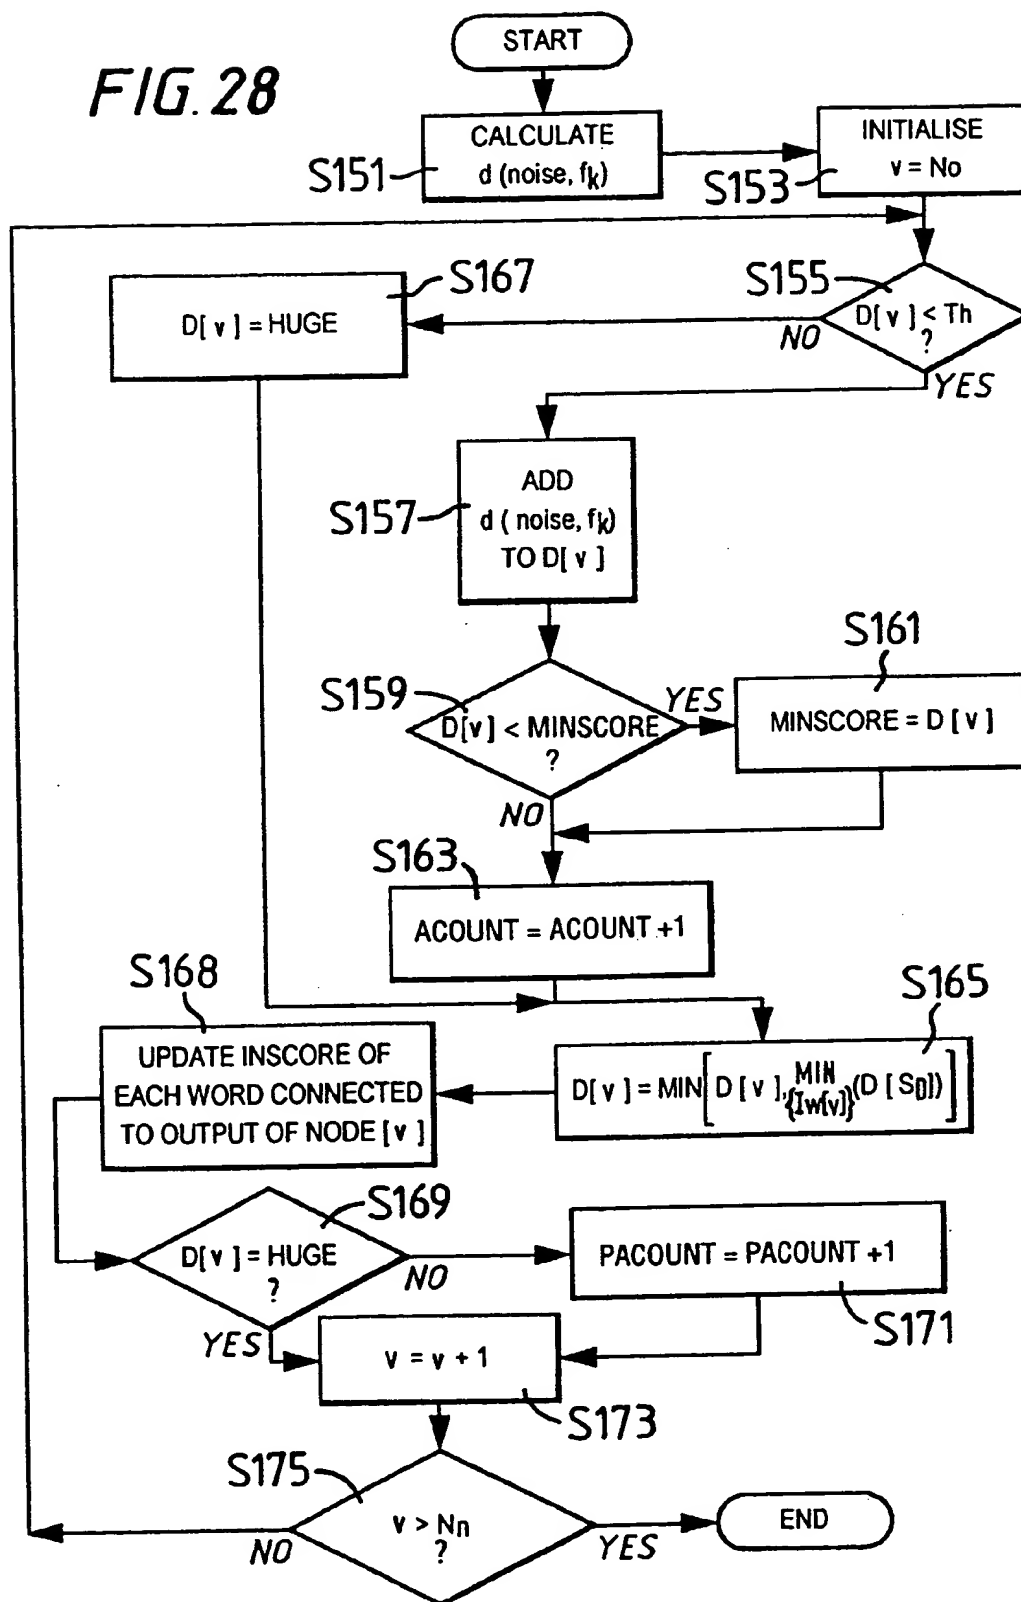 FIG. 28
START
CALCULATE
d (noise, fk)
S151
INITIALISE
v = No
S153
S155
D[v] < Th
?
NO
YES
S167
D[v] = HUGE
S157
ADD
d ( noise, fk)
TO D[v]
S159
D[v] < MINSCORE
?
YES
NO
S161
MINSCORE = D [v]
S163
ACOUNT = ACOUNT +1
S165
D[v] = MIN[ D[v], MIN (D[S0])]
{Iw[v]}
S168
UPDATE INSCORE OF
EACH WORD CONNECTED
TO OUTPUT OF NODE [v]
S169
D[v] = HUGE
?
NO
YES
PACOUNT = PACOUNT +1
S171
v = v + 1
S173
S175
v > Nn
?
NO
YES
END